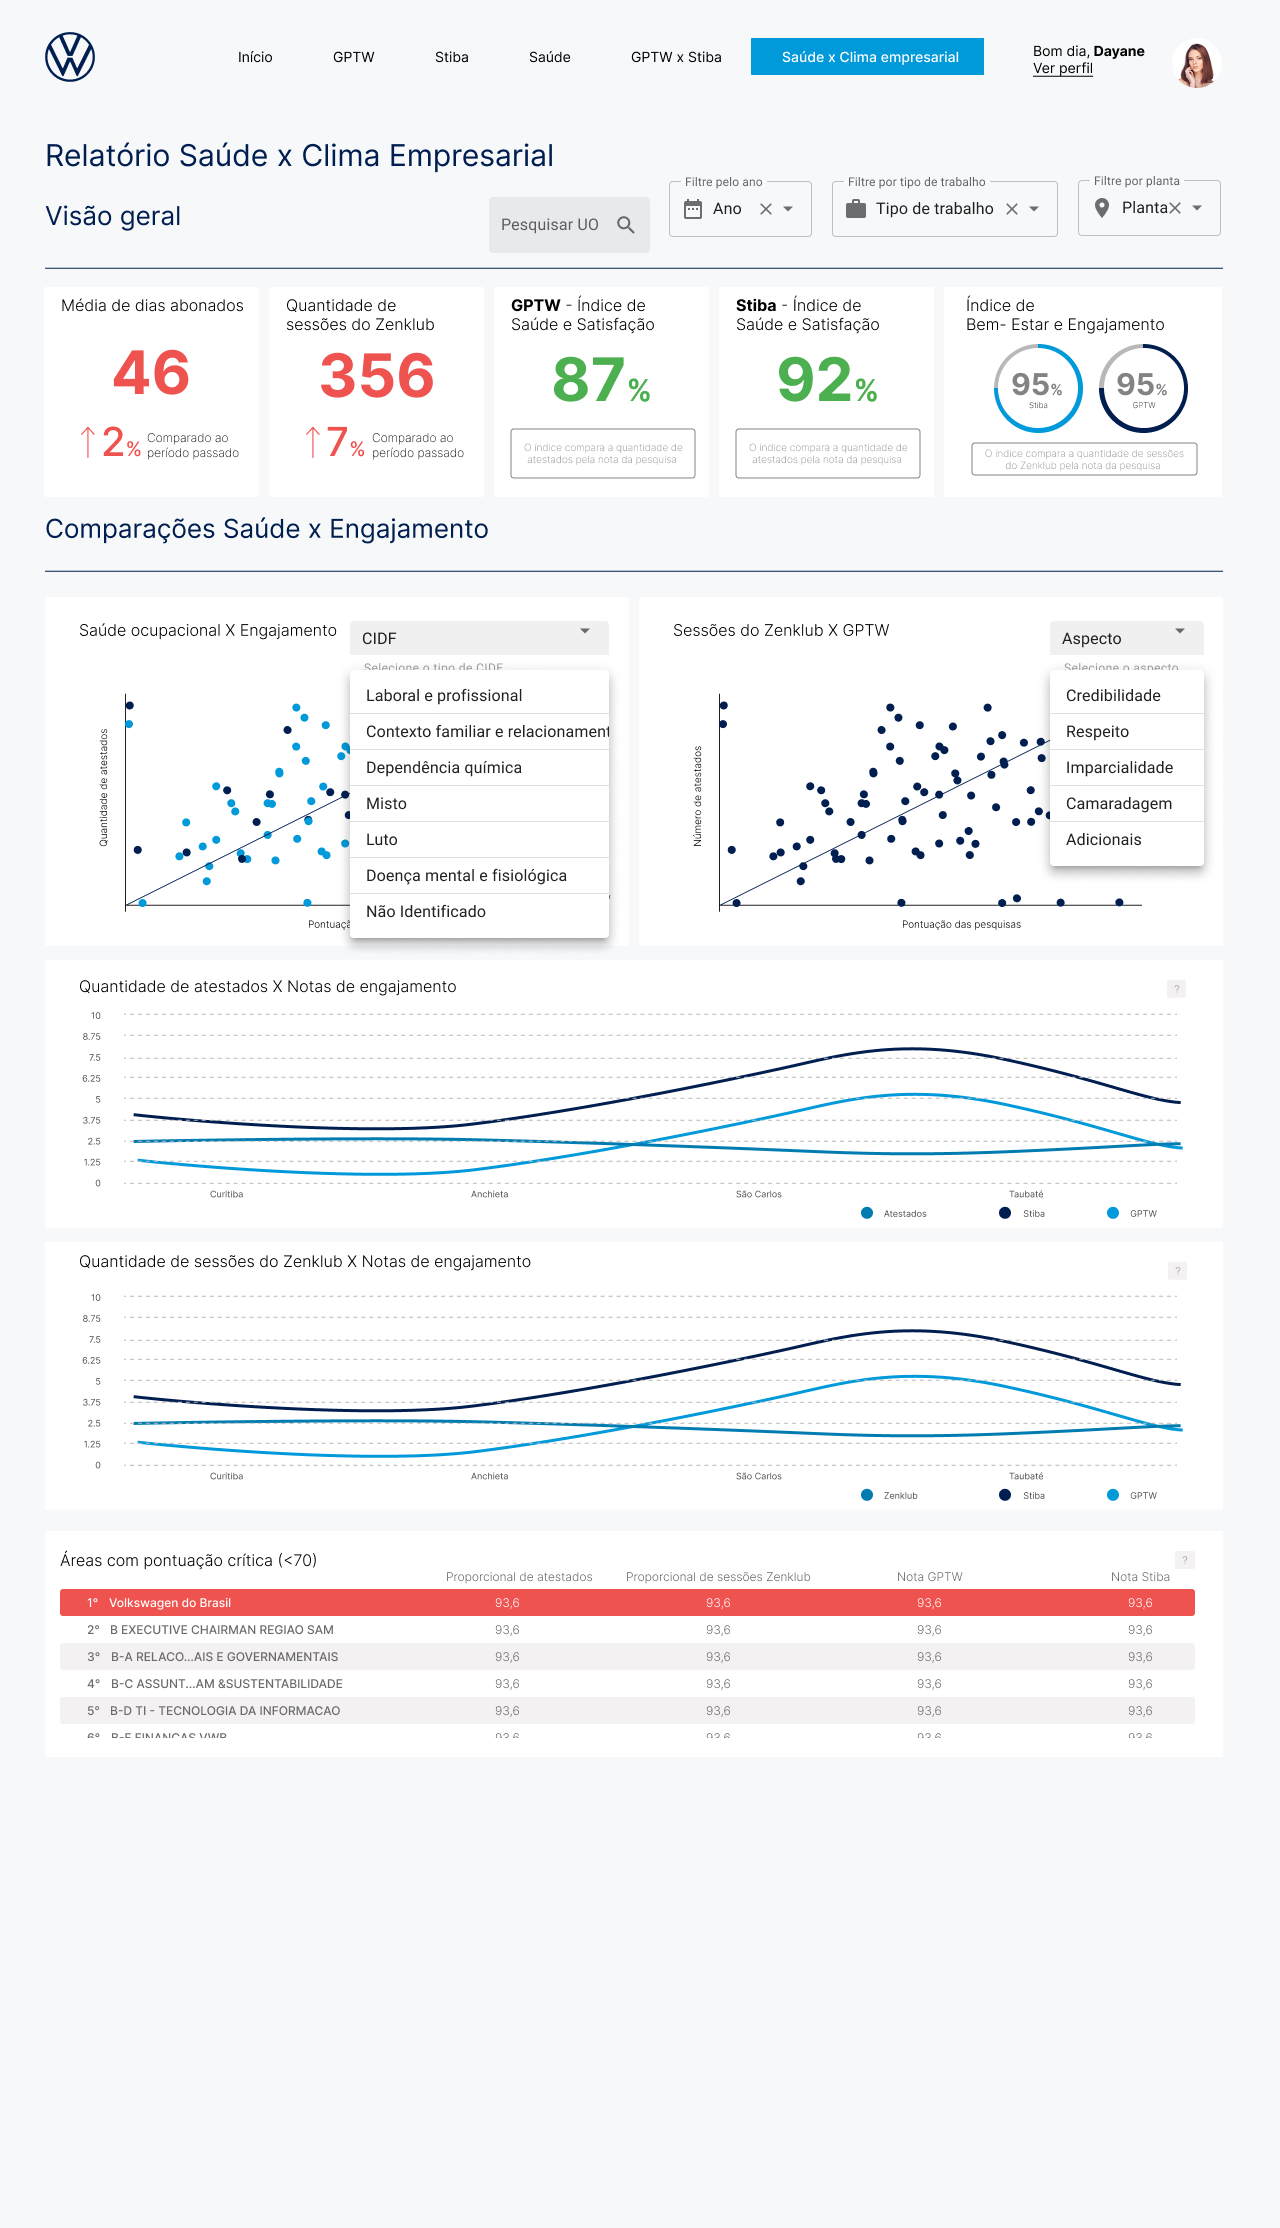 Início
GPTW
Stiba
Saúde
GPTW x Stiba
Saúde x Clima empresarial
Bom dia, Dayane
Ver perfil
Relatório Saúde x Clima Empresarial
Visão geral
Pesquisar UO
Filtre pelo ano
Ano
Filtre por tipo de trabalho
Tipo de trabalho
Filtre por planta
Planta
Média de dias abonados
46
2%
Comparado ao
período passado
Quantidade de
sessões do Zenklub
356
7%
Comparado ao
período passado
GPTW - Índice de
Saúde e Satisfação
87%
O índice compara a quantidade de
atestados pela nota da pesquisa
Stiba - Índice de
Saúde e Satisfação
92%
O índice compara a quantidade de
atestados pela nota da pesquisa
Índice de
Bem- Estar e Engajamento
95%
Stiba
95%
GPTW
O índice compara a quantidade de sessões
do Zenklub pela nota da pesquisa
Comparações Saúde x Engajamento
Saúde ocupacional X Engajamento
CIDF
Selecione o tipo de CIDF
Laboral e profissional
Contexto familiar e relacionament
Dependência química
Misto
Luto
Doença mental e fisiológica
Não Identificado
Quantidade de atestados
Pontuaçã
Sessões do Zenklub X GPTW
Aspecto
Selecione o aspecto
Credibilidade
Respeito
Imparcialidade
Camaradagem
Adicionais
Número de atestados
Pontuação das pesquisas
Quantidade de atestados X Notas de engajamento
?
10
8.75
7.5
6.25
5
3.75
2.5
1.25
0
Curitiba
Anchieta
São Carlos
Taubaté
Atestados
Stiba
GPTW
Quantidade de sessões do Zenklub X Notas de engajamento
?
10
8.75
7.5
6.25
5
3.75
2.5
1.25
0
Curitiba
Anchieta
São Carlos
Taubaté
Zenklub
Stiba
GPTW
Áreas com pontuação crítica (<70)
?
Proporcional de atestados
Proporcional de sessões Zenklub
Nota GPTW
Nota Stiba
1° Volkswagen do Brasil 93,6 93,6 93,6 93,6
2° B EXECUTIVE CHAIRMAN REGIAO SAM 93,6 93,6 93,6 93,6
3° B-A RELACO...AIS E GOVERNAMENTAIS 93,6 93,6 93,6 93,6
4° B-C ASSUNT...AM &SUSTENTABILIDADE 93,6 93,6 93,6 93,6
5° B-D TI - TECNOLOGIA DA INFORMACAO 93,6 93,6 93,6 93,6
6° B-F FINANCAS VWB 93,6 93,6 93,6 93,6